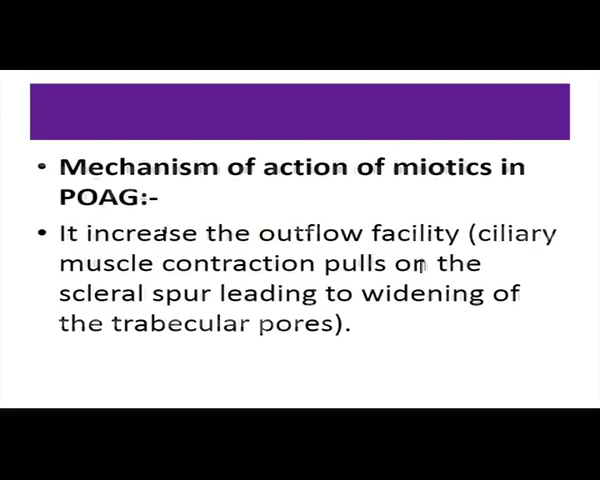 • Mechanism of action of miotics in
POAG:-
• It increase the outflow facility (ciliary
muscle contraction pulls on the
scleral spur leading to widening of
the trabecular pores).